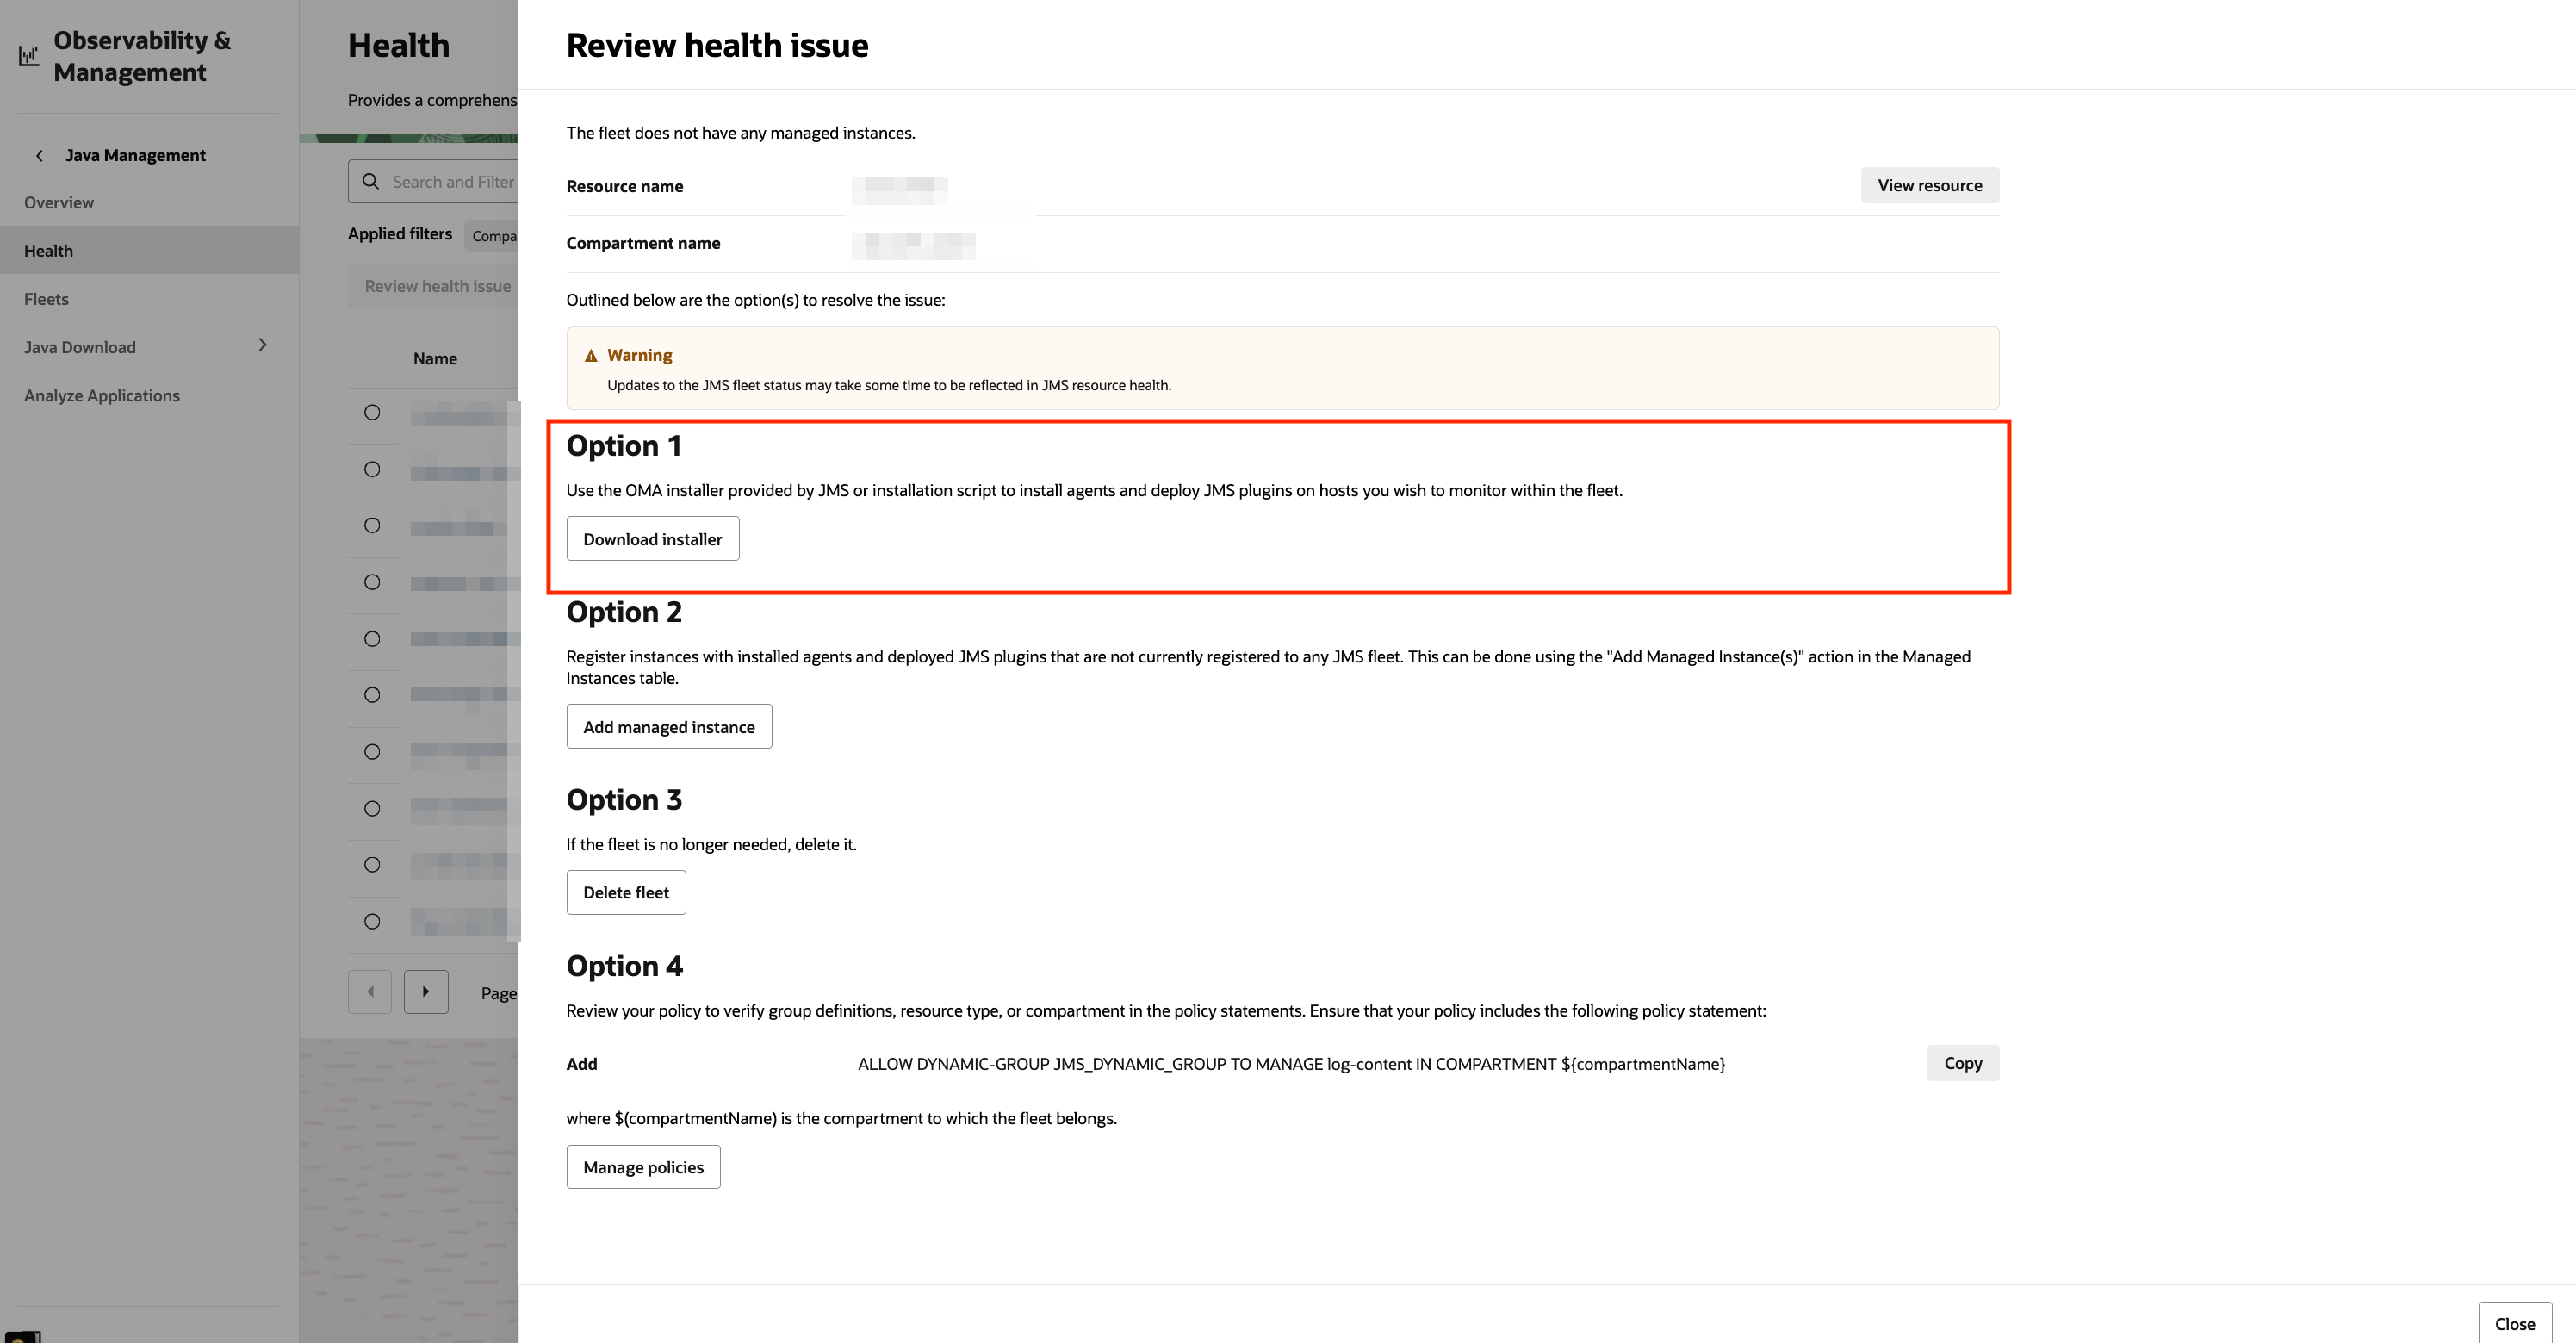 Observability &
Management
Java Management
Overview
Health
Fleets
Java Download
Analyze Applications
Health
Provides a comprehens
Search and Filter
Applied filters
Compa
Review health issue
Name
Page
Review health issue
The fleet does not have any managed instances.
Resource name
View resource
Compartment name
Outlined below are the option(s) to resolve the issue:
Warning
Updates to the JMS fleet status may take some time to be reflected in JMS resource health.
Option 1
Use the OMA installer provided by JMS or installation script to install agents and deploy JMS plugins on hosts you wish to monitor within the fleet.
Download installer
Option 2
Register instances with installed agents and deployed JMS plugins that are not currently registered to any JMS fleet. This can be done using the "Add Managed Instance(s)" action in the Managed
Instances table.
Add managed instance
Option 3
If the fleet is no longer needed, delete it.
Delete fleet
Option 4
Review your policy to verify group definitions, resource type, or compartment in the policy statements. Ensure that your policy includes the following policy statement:
Add
ALLOW DYNAMIC-GROUP JMS_DYNAMIC_GROUP TO MANAGE log-content IN COMPARTMENT ${compartmentName}
Copy
where $(compartmentName) is the compartment to which the fleet belongs.
Manage policies
Close